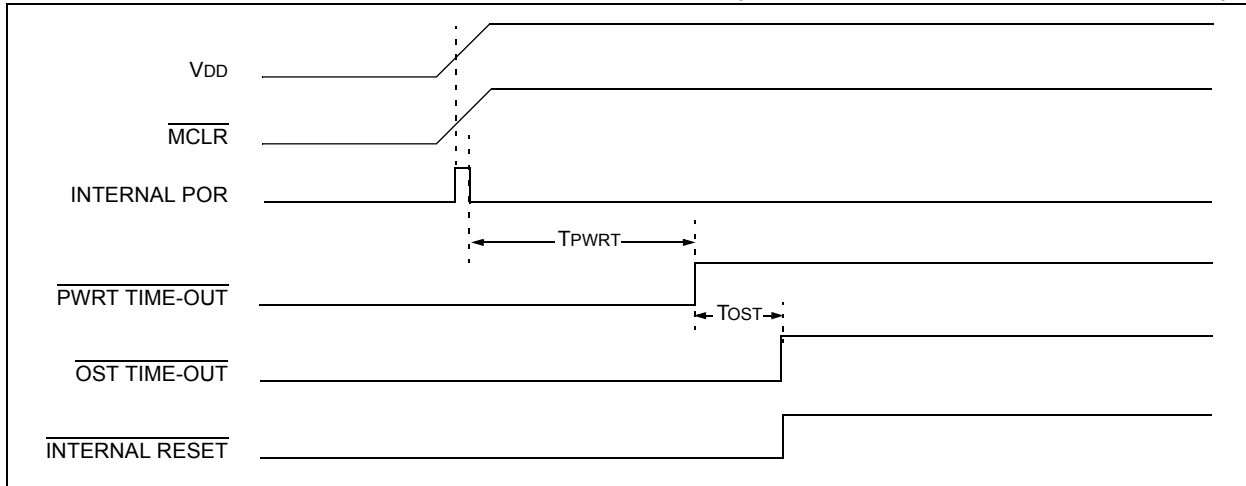 VDD
MCLR
INTERNAL POR
TPWRT
PWRT TIME-OUT
TOST
OST TIME-OUT
INTERNAL RESET